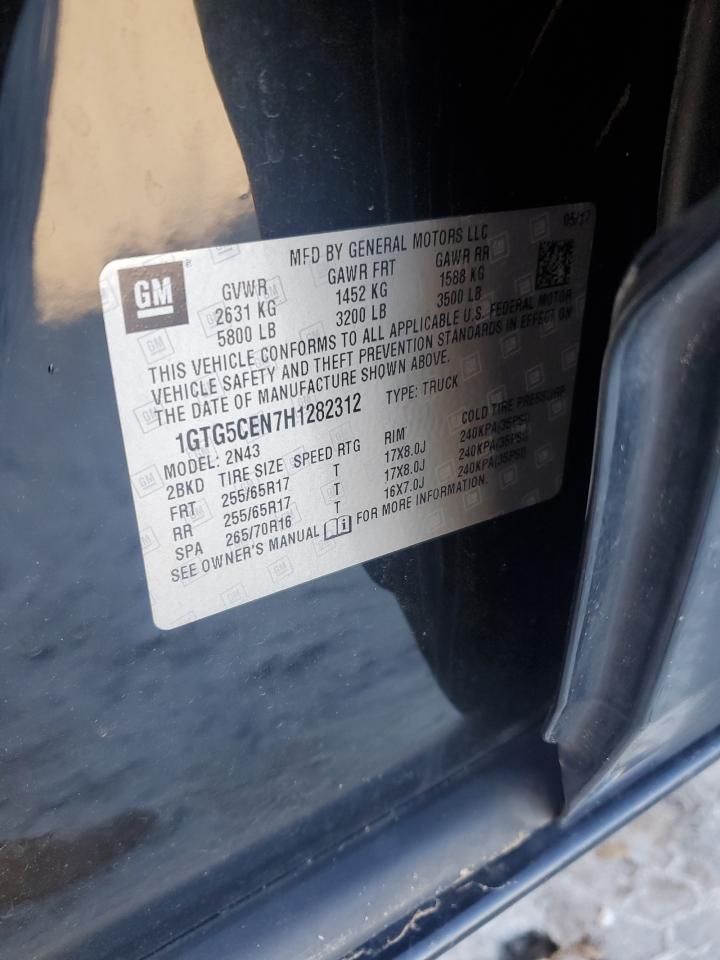 GM
MFD BY GENERAL MOTORS LLC
05/17
GVWR GAWR FRT GAWR RR
2631 KG 1452 KG 1588 KG
5800 LB 3200 LB 3500 LB
THIS VEHICLE CONFORMS TO ALL APPLICABLE U.S. FEDERAL MOTOR
VEHICLE SAFETY AND THEFT PREVENTION STANDARDS IN EFFECT ON
THE DATE OF MANUFACTURE SHOWN ABOVE.
1GTG5CEN7H1282312 TYPE: TRUCK
MODEL: 2N43
2BKD TIRE SIZE SPEED RTG RIM COLD TIRE PRESSURE
FRT 255/65R17 T 17X8.0J 240KPA(35PSI)
RR 255/65R17 T 17X8.0J 240KPA(35PSI)
SPA 265/70R16 T 16X7.0J 240KPA(35PSI)
SEE OWNER'S MANUAL FOR MORE INFORMATION.